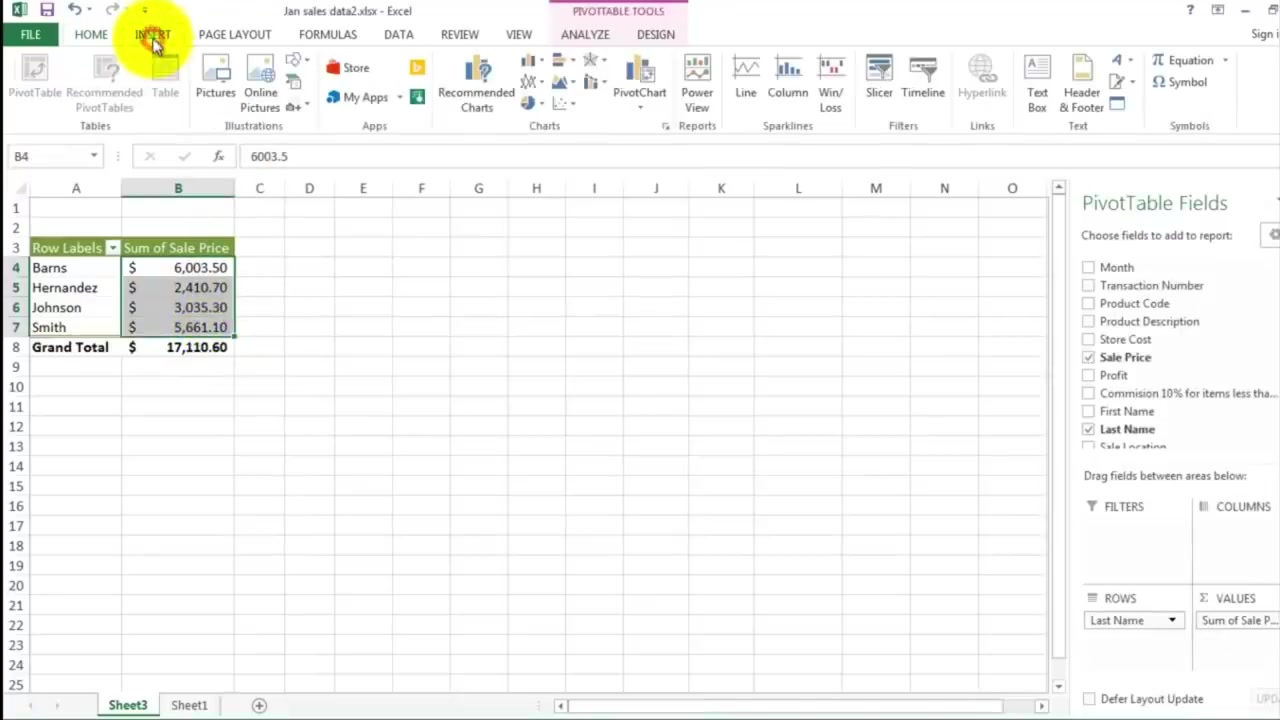 Jan sales data2.xlsx - Excel
PIVOTTABLE TOOLS
?
FILE HOME INSERT PAGE LAYOUT FORMULAS DATA REVIEW VIEW ANALYZE DESIGN Sign i
PivotTable Recommended PivotTables Table
Tables
Pictures Online Pictures
Illustrations
Store
My Apps
Apps
Recommended Charts
PivotChart
Charts
Power View
Reports
Line Column Win/Loss
Sparklines
Slicer Timeline
Filters
Hyperlink
Links
Text Box Header & Footer
Text
π Equation
Ω Symbol
Symbols
B4 fx 6003.5
A B C D E F G H I J K L M N O
1
2
3 Row Labels Sum of Sale Price
4 Barns $ 6,003.50
5 Hernandez $ 2,410.70
6 Johnson $ 3,035.30
7 Smith $ 5,661.10
8 Grand Total $ 17,110.60
9
10
11
12
13
14
15
16
17
18
19
20
21
22
23
24
25
PivotTable Fields
Choose fields to add to report:
Month
Transaction Number
Product Code
Product Description
Store Cost
Sale Price
Profit
Commision 10% for items less tha...
First Name
Last Name
Sale Location
Drag fields between areas below:
FILTERS
COLUMNS
ROWS
Last Name
Σ VALUES
Sum of Sale P...
Defer Layout Update UPD
Sheet3 Sheet1